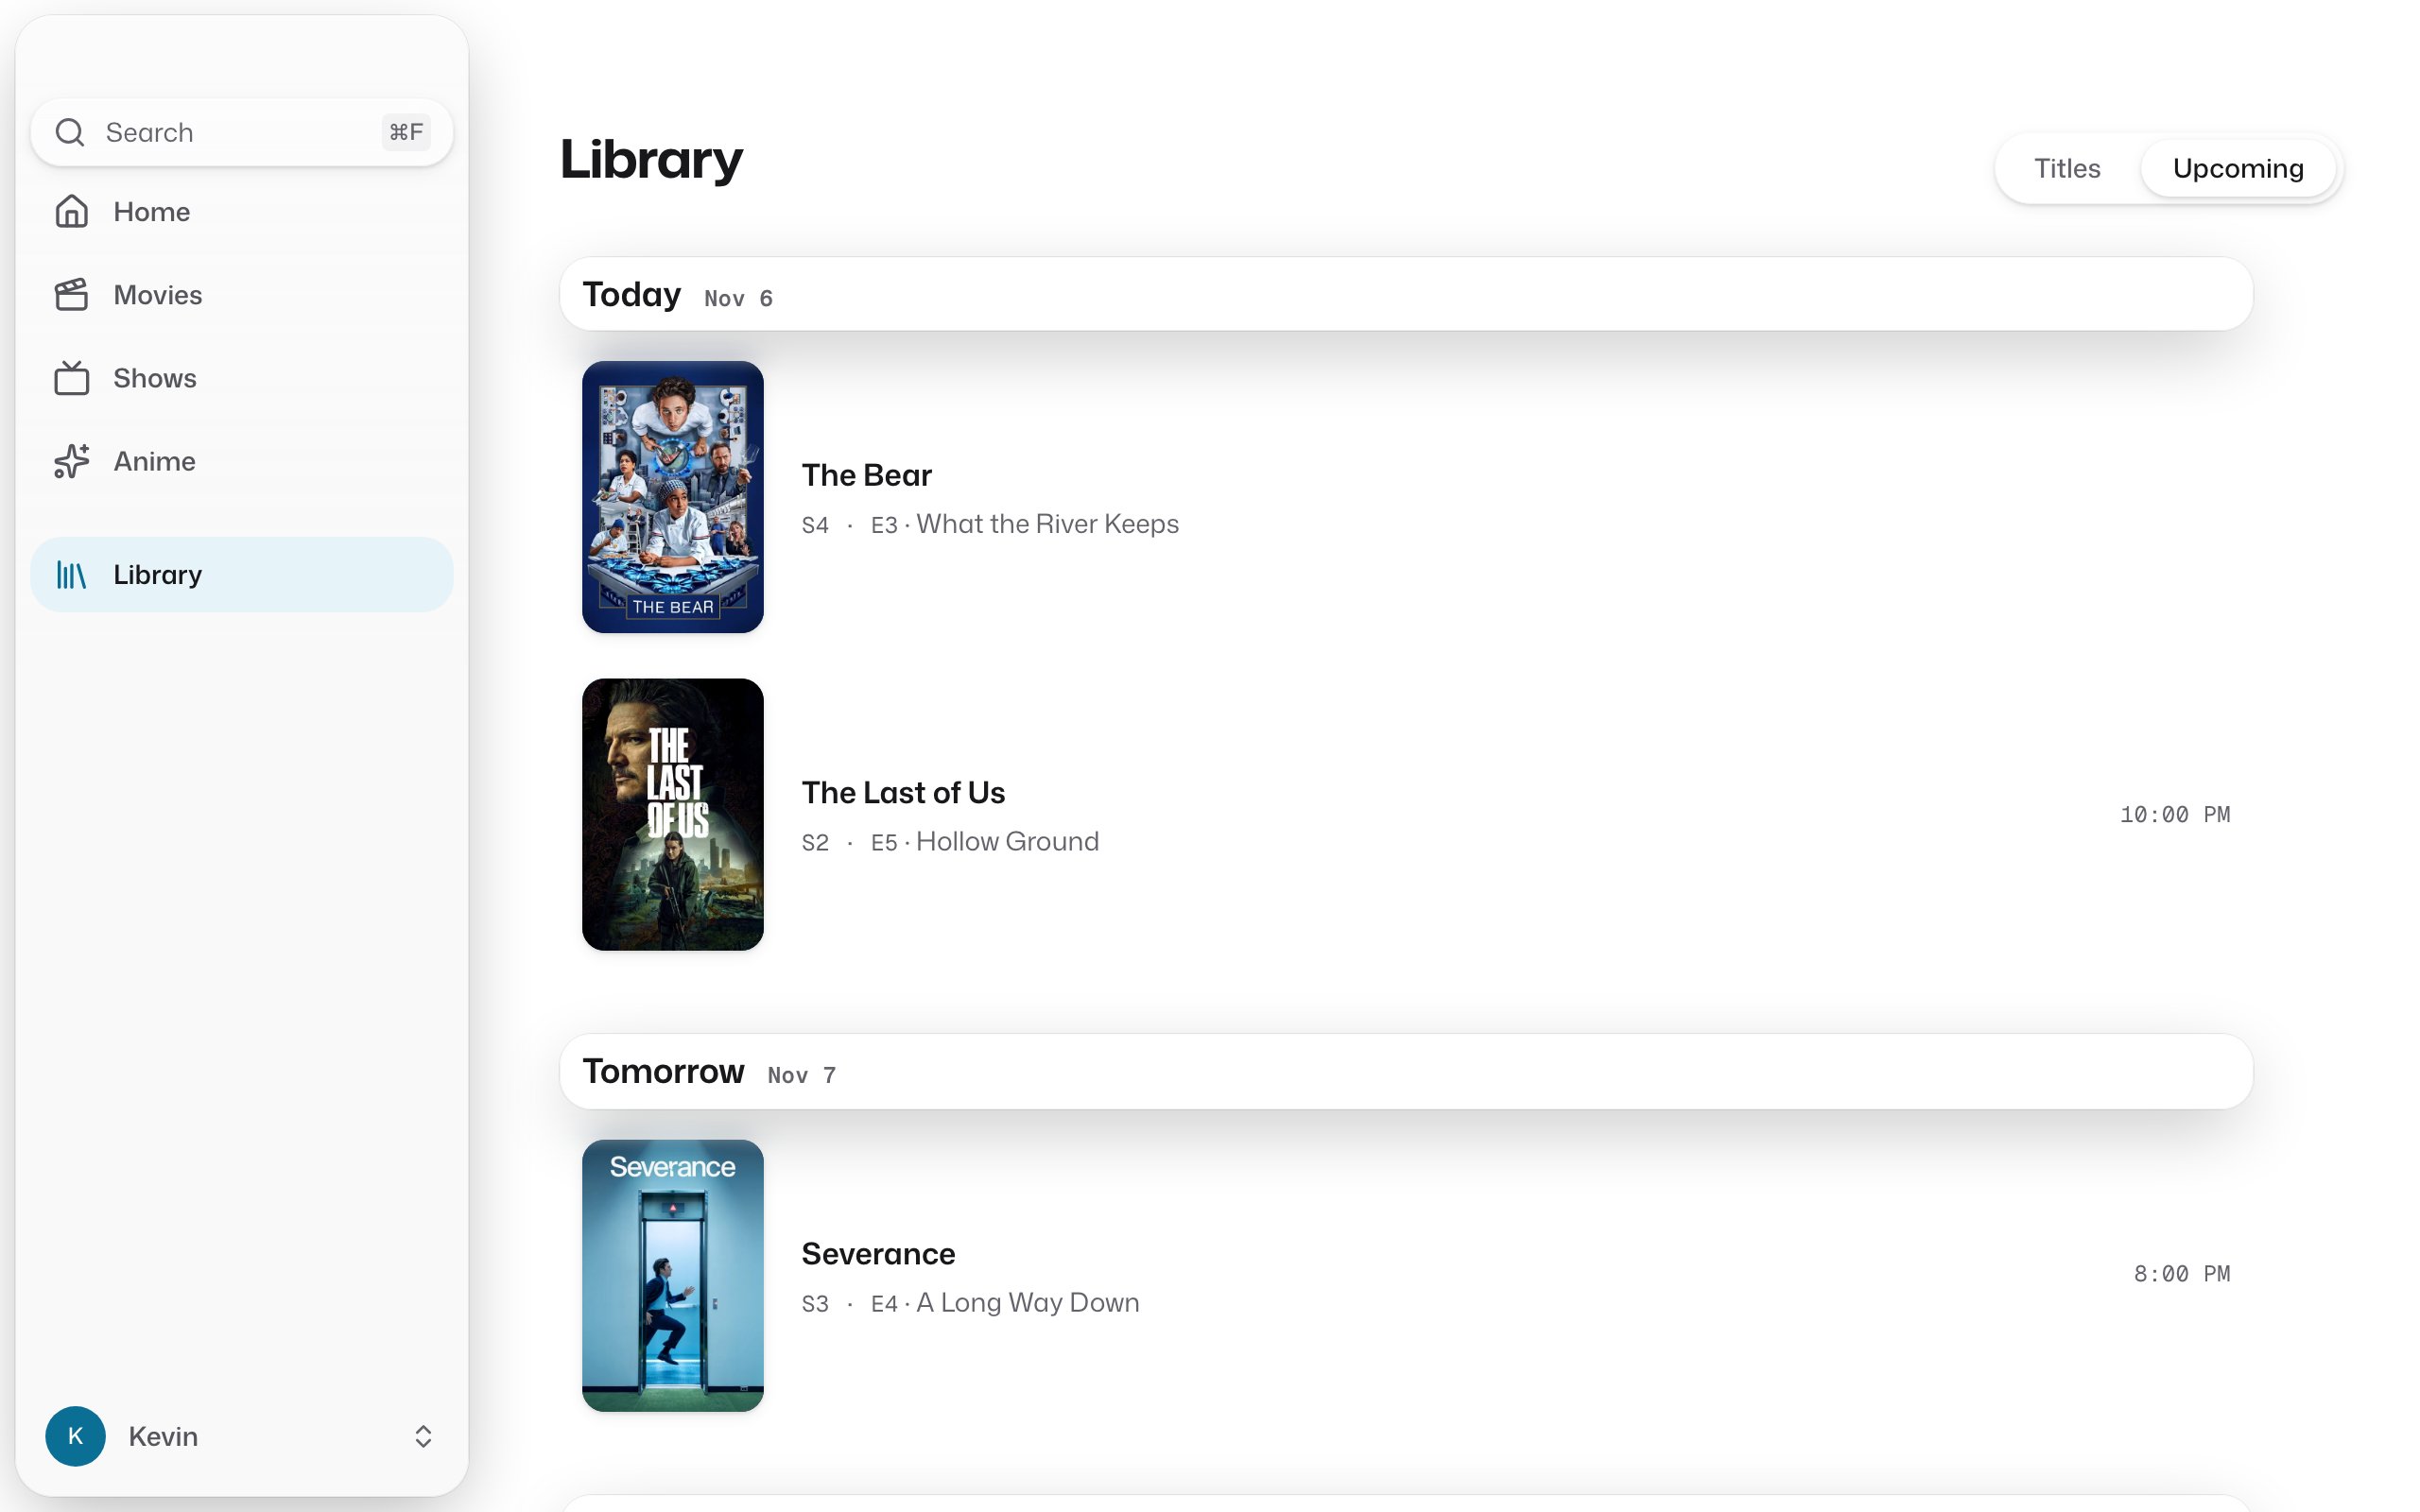 Search ⌘F
Home
Movies
Shows
Anime
Library
K Kevin
Library
Titles Upcoming
Today Nov 6
THE BEAR
The Bear
S4 · E3 · What the River Keeps
THE
LAST
OF US
The Last of Us
S2 · E5 · Hollow Ground
10:00 PM
Tomorrow Nov 7
Severance
Severance
S3 · E4 · A Long Way Down
8:00 PM